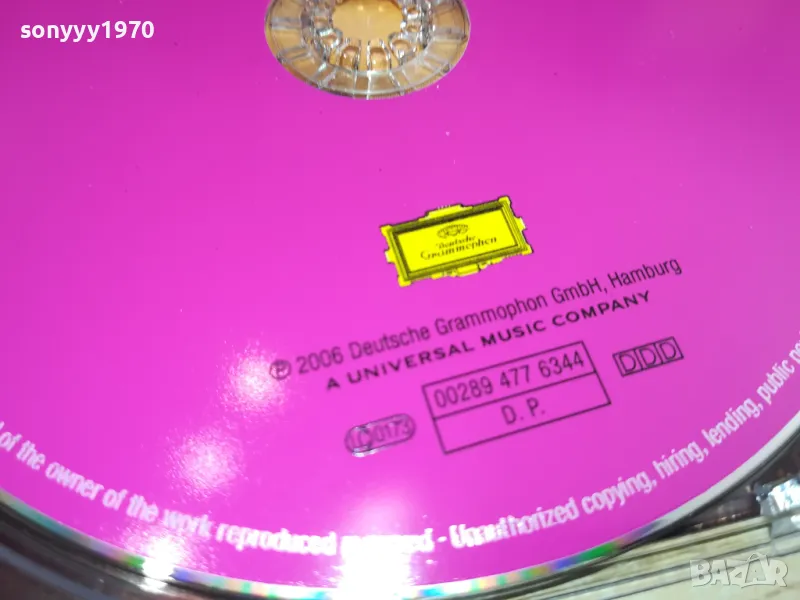 sonyyy1970
Deutsche
Grammophon
℗ 2006 Deutsche Grammophon GmbH, Hamburg
A UNIVERSAL MUSIC COMPANY
00289 477 6344
D. P.
DDD
LC 0173
of the owner of the work reproduced reserved - Unauthorized copying, hiring, lending, public
BAZAR